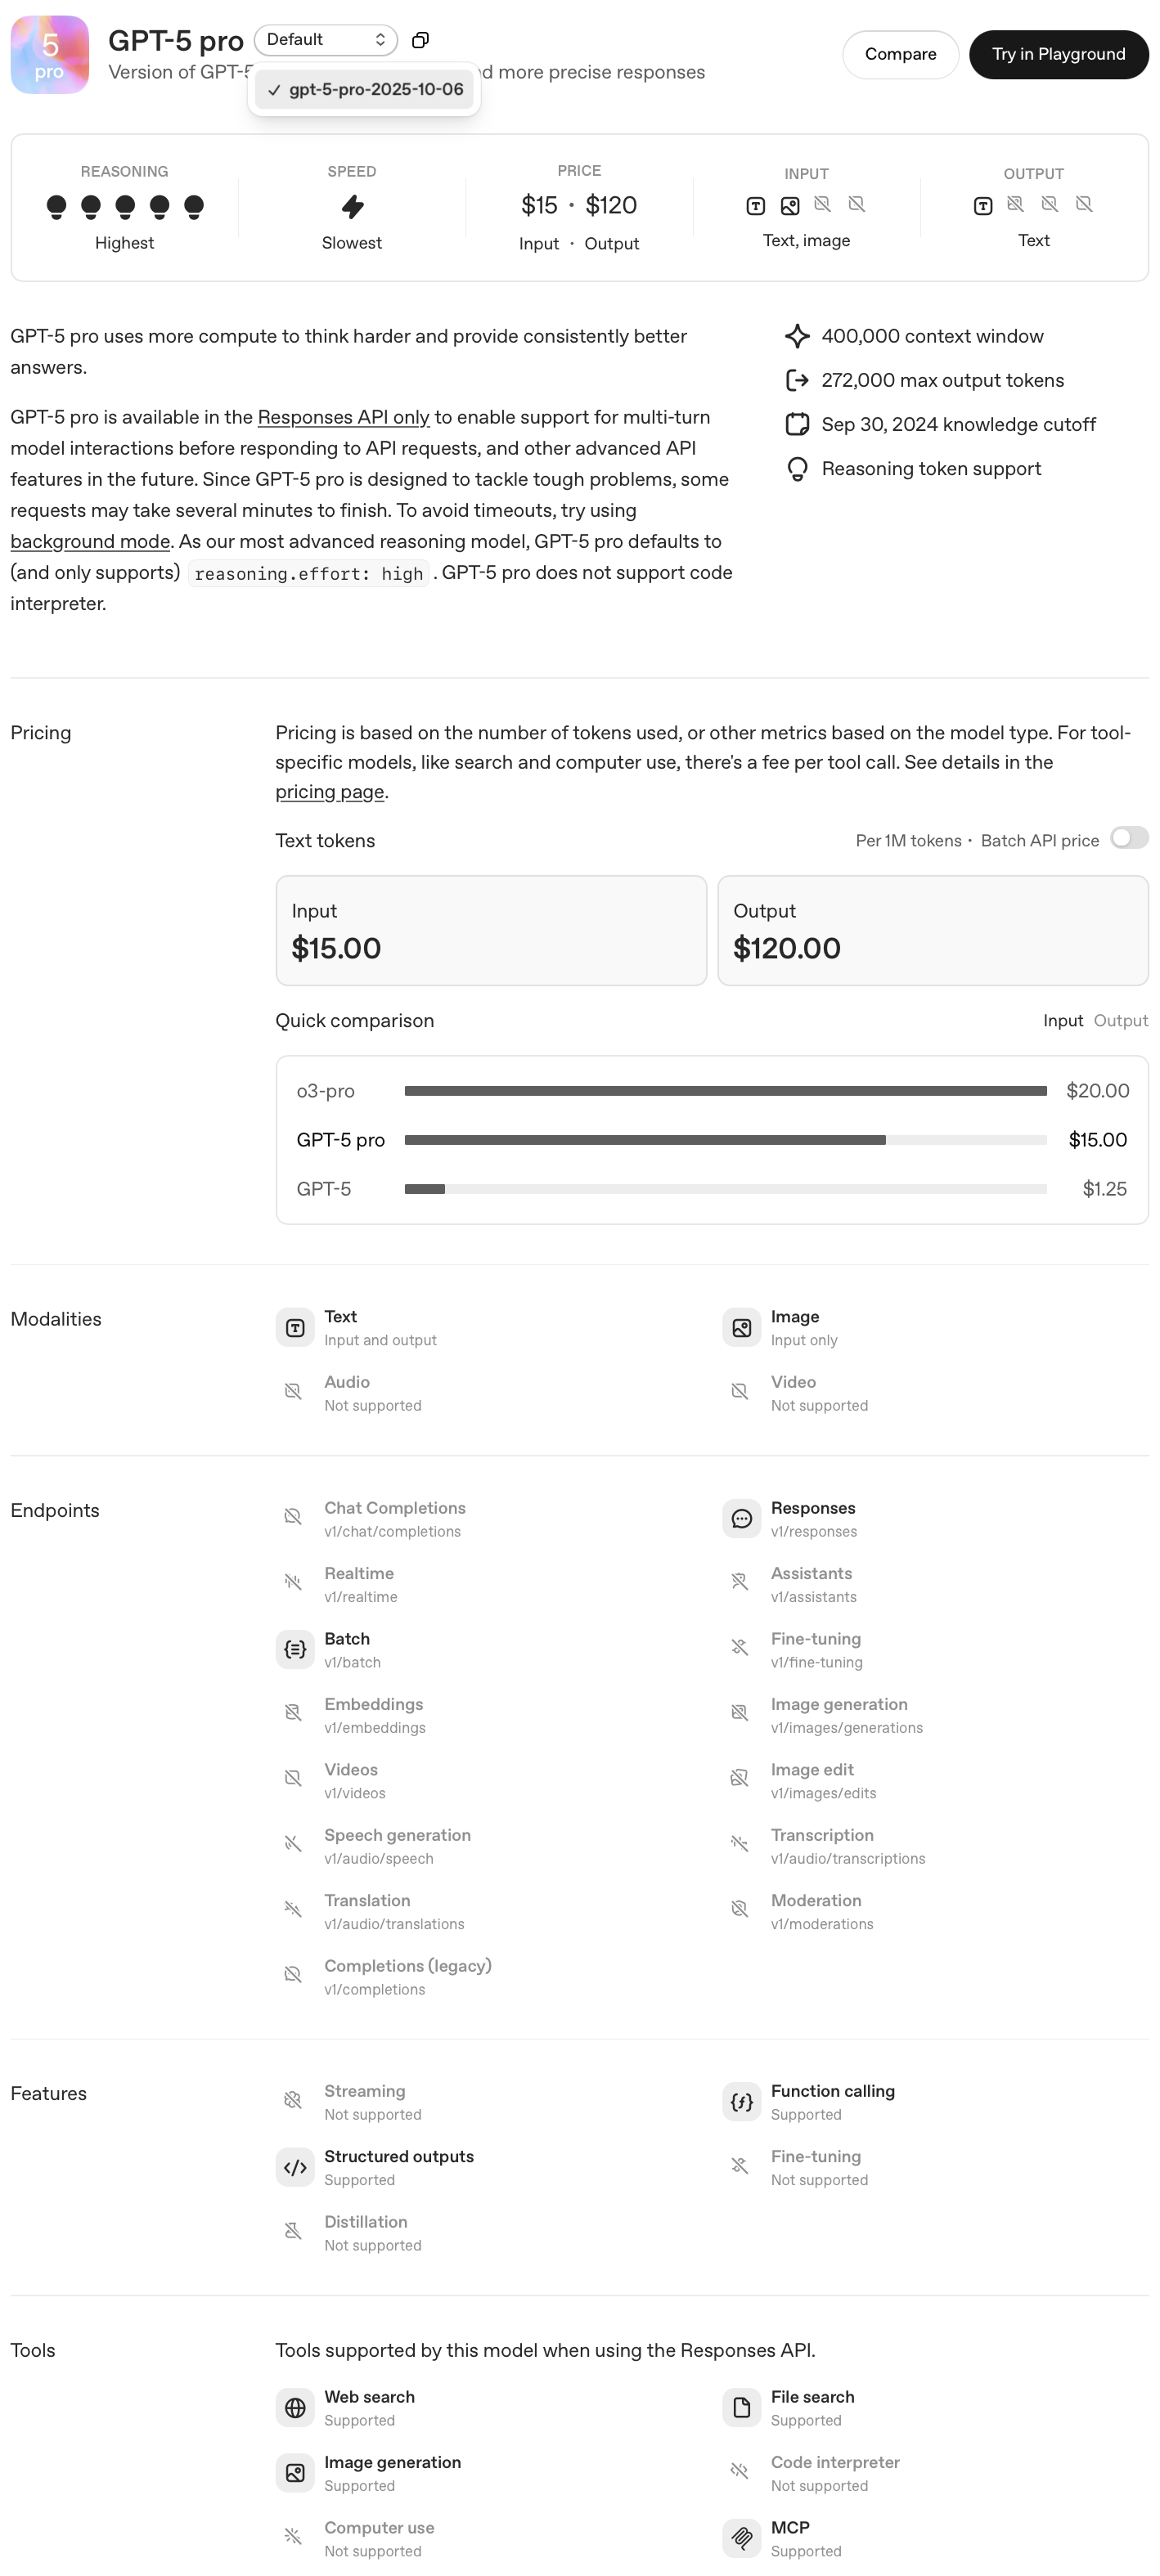 5
pro
GPT-5 pro
Default
Version of GPT-5
d more precise responses
gpt-5-pro-2025-10-06
Compare
Try in Playground
REASONING
Highest
SPEED
Slowest
PRICE
$15 • $120
Input • Output
INPUT
Text, image
OUTPUT
Text
GPT-5 pro uses more compute to think harder and provide consistently better
answers.
GPT-5 pro is available in the Responses API only to enable support for multi-turn
model interactions before responding to API requests, and other advanced API
features in the future. Since GPT-5 pro is designed to tackle tough problems, some
requests may take several minutes to finish. To avoid timeouts, try using
background mode. As our most advanced reasoning model, GPT-5 pro defaults to
(and only supports) reasoning.effort: high. GPT-5 pro does not support code
interpreter.
400,000 context window
272,000 max output tokens
Sep 30, 2024 knowledge cutoff
Reasoning token support
Pricing
Pricing is based on the number of tokens used, or other metrics based on the model type. For tool-
specific models, like search and computer use, there's a fee per tool call. See details in the
pricing page.
Text tokens
Per 1M tokens • Batch API price
Input
$15.00
Output
$120.00
Quick comparison
Input Output
o3-pro $20.00
GPT-5 pro $15.00
GPT-5 $1.25
Modalities
Text
Input and output
Image
Input only
Audio
Not supported
Video
Not supported
Endpoints
Chat Completions
v1/chat/completions
Responses
v1/responses
Realtime
v1/realtime
Assistants
v1/assistants
Batch
v1/batch
Fine-tuning
v1/fine-tuning
Embeddings
v1/embeddings
Image generation
v1/images/generations
Videos
v1/videos
Image edit
v1/images/edits
Speech generation
v1/audio/speech
Transcription
v1/audio/transcriptions
Translation
v1/audio/translations
Moderation
v1/moderations
Completions (legacy)
v1/completions
Features
Streaming
Not supported
Function calling
Supported
Structured outputs
Supported
Fine-tuning
Not supported
Distillation
Not supported
Tools
Tools supported by this model when using the Responses API.
Web search
Supported
File search
Supported
Image generation
Supported
Code interpreter
Not supported
Computer use
Not supported
MCP
Supported